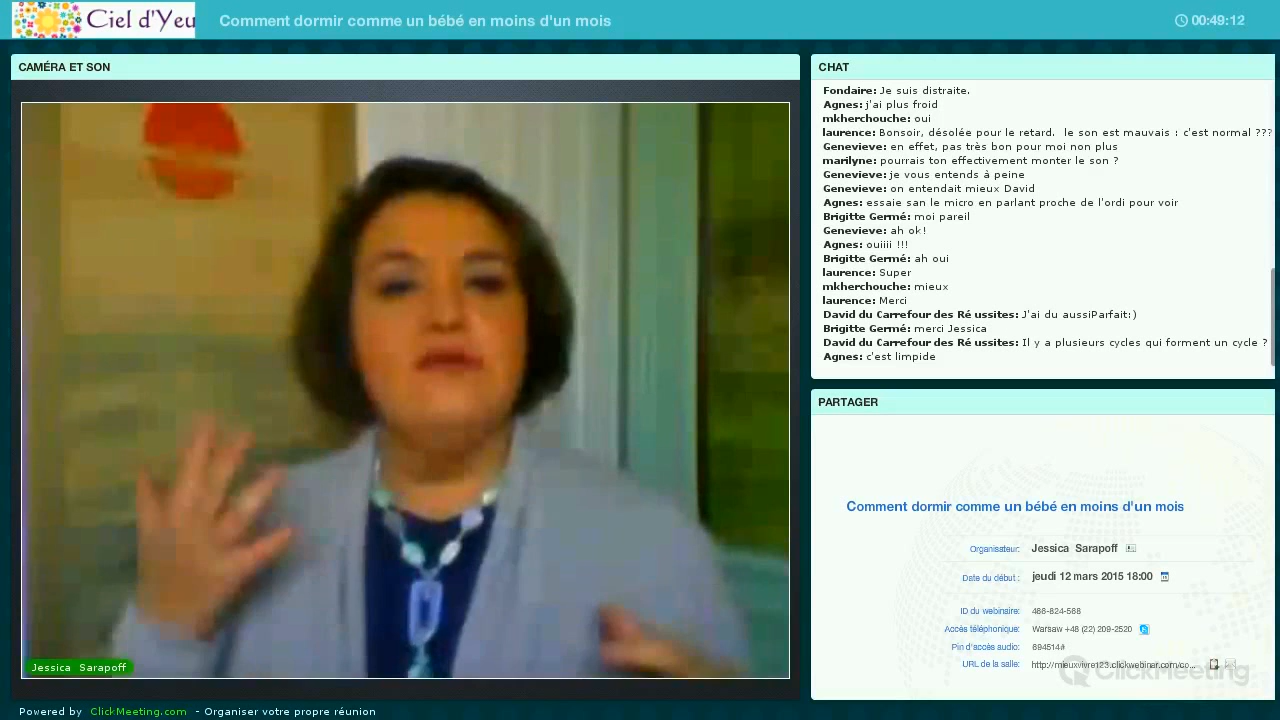 Ciel d'Yeu
Comment dormir comme un bébé en moins d'un mois
00:49:12
CAMÉRA ET SON
Jessica Sarapoff
CHAT
Fondaire: Je suis distraite.
Agnes: j'ai plus froid
mkherchouche: oui
laurence: Bonsoir, désolée pour le retard. le son est mauvais : c'est normal ???
Genevieve: en effet, pas très bon pour moi non plus
marilyne: pourrais ton effectivement monter le son ?
Genevieve: je vous entends à peine
Genevieve: on entendait mieux David
Agnes: essaie san le micro en parlant proche de l'ordi pour voir
Brigitte Germé: moi pareil
Genevieve: ah ok!
Agnes: ouiiii !!!
Brigitte Germé: ah oui
laurence: Super
mkherchouche: mieux
laurence: Merci
David du Carrefour des Ré ussites: J'ai du aussiParfait:)
Brigitte Germé: merci Jessica
David du Carrefour des Ré ussites: Il y a plusieurs cycles qui forment un cycle ?
Agnes: c'est limpide
PARTAGER
Comment dormir comme un bébé en moins d'un mois
Organisateur: Jessica Sarapoff
Date du début : jeudi 12 mars 2015 18:00
ID du webinaire: 466-824-568
Accès téléphonique: Warsaw +48 (22) 209-2520
Pin d'accès audio: 694514#
URL de la salle: http://mieuxvivre123.clickwebinar.com/co...
ClickMeeting
Powered by ClickMeeting.com - Organiser votre propre réunion